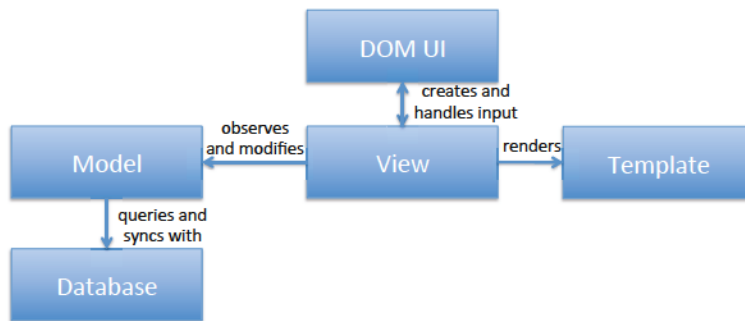 DOM UI
creates and
handles input
observes
and modifies
Model
View
renders
Template
queries and
syncs with
Database